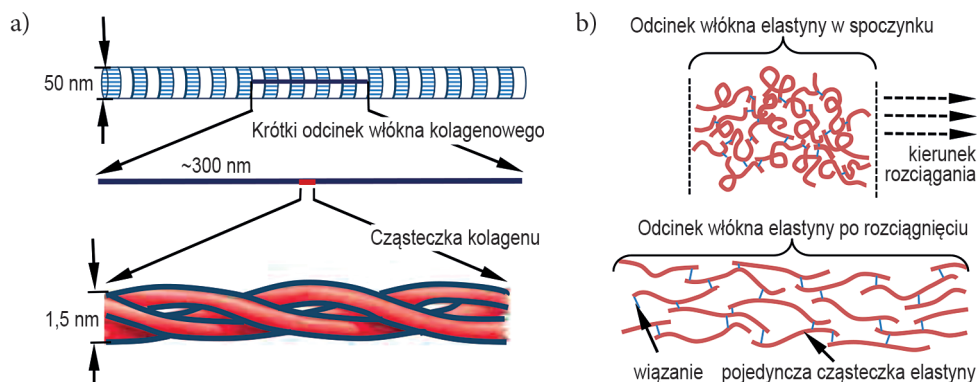 a)
50 nm
Krótki odcinek włókna kolagenowego
~300 nm
Cząsteczka kolagenu
1,5 nm
b)
Odcinek włókna elastyny w spoczynku
kierunek
rozciągania
Odcinek wlókna elastyny po rozciągnięciu
wiązanie
pojedyncza cząsteczka elastyny